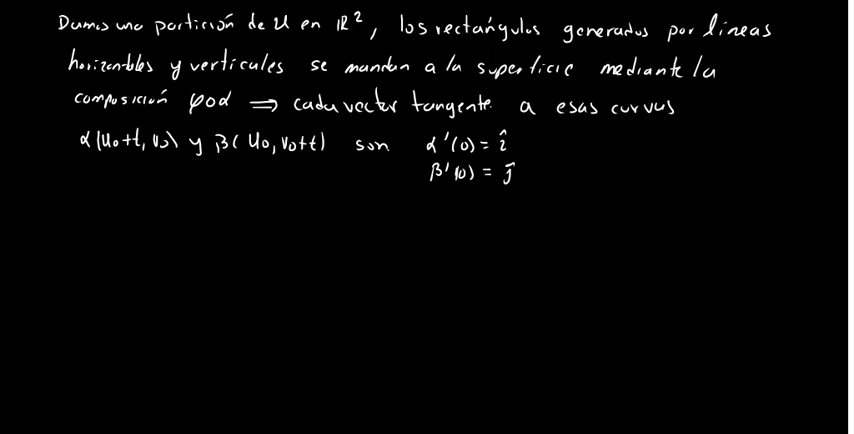 Damos una partición de U en ℝ², los rectángulos generados por líneas
horizontales y verticales se mandan a la superficie mediante la
composición φoα ⟹ cada vector tangente a esas curvas
α(u₀+t, v₀) y β(u₀, v₀+t) son α'(0) = î
β'(0) = ĵ